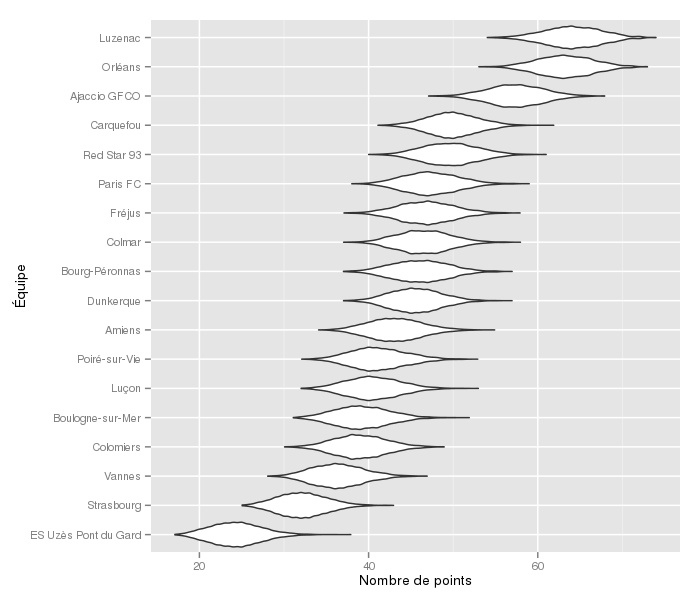 Luzenac
Orléans
Ajaccio GFCO
Carquefou
Red Star 93
Paris FC
Fréjus
Colmar
Bourg-Péronnas
Dunkerque
Amiens
Poiré-sur-Vie
Luçon
Boulogne-sur-Mer
Colomiers
Vannes
Strasbourg
ES Uzès Pont du Gard
Équipe
20 40 60
Nombre de points